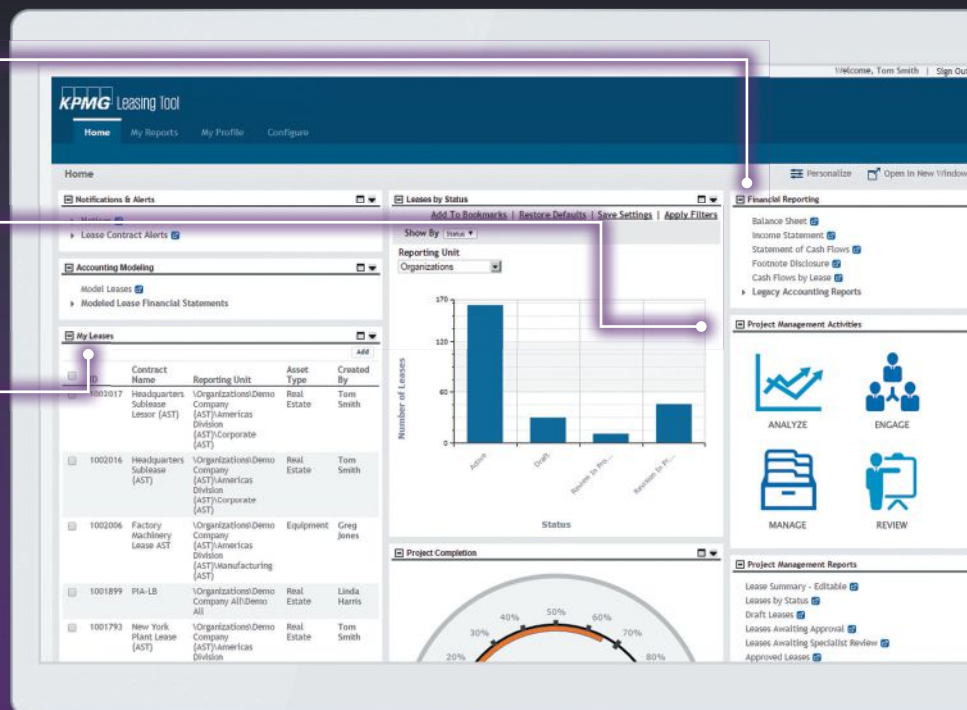 Welcome, Tom Smith | Sign Out
KPMG Leasing Tool
Home My Reports My Profile Configure
Home
Personalize Open in New Window
Notifications & Alerts
Notices
Lease Contract Alerts
Accounting Modeling
Model Leases
Modeled Lease Financial Statements
My Leases
Add
ID Contract Name Reporting Unit Asset Type Created By
1002017 Headquarters Sublease Lessor (AST) \Organizations\Demo Company (AST)\Americas Division (AST)\Corporate (AST) Real Estate Tom Smith
1002016 Headquarters Sublease (AST) \Organizations\Demo Company (AST)\Americas Division (AST)\Corporate (AST) Real Estate Tom Smith
1002006 Factory Machinery Lease AST \Organizations\Demo Company (AST)\Americas Division (AST)\Manufacturing (AST) Equipment Greg Jones
1001899 PIA-LB \Organizations\Demo Company All\Demo All Real Estate Linda Harris
1001793 New York Plant Lease (AST) \Organizations\Demo Company (AST)\Americas Division Real Estate Tom Smith
Leases by Status
Add To Bookmarks | Restore Defaults | Save Settings | Apply Filters
Show By Status
Reporting Unit
Organizations
Number of Leases
170
120
60
0
Active Draft Review In Pro... Revision In Pr...
Status
Project Completion
20% 30% 40% 50% 60% 70% 80%
Financial Reporting
Balance Sheet
Income Statement
Statement of Cash Flows
Footnote Disclosure
Cash Flows by Lease
Legacy Accounting Reports
Project Management Activities
ANALYZE ENGAGE
MANAGE REVIEW
Project Management Reports
Lease Summary - Editable
Leases by Status
Draft Leases
Leases Awaiting Approval
Leases Awaiting Specialist Review
Approved Leases